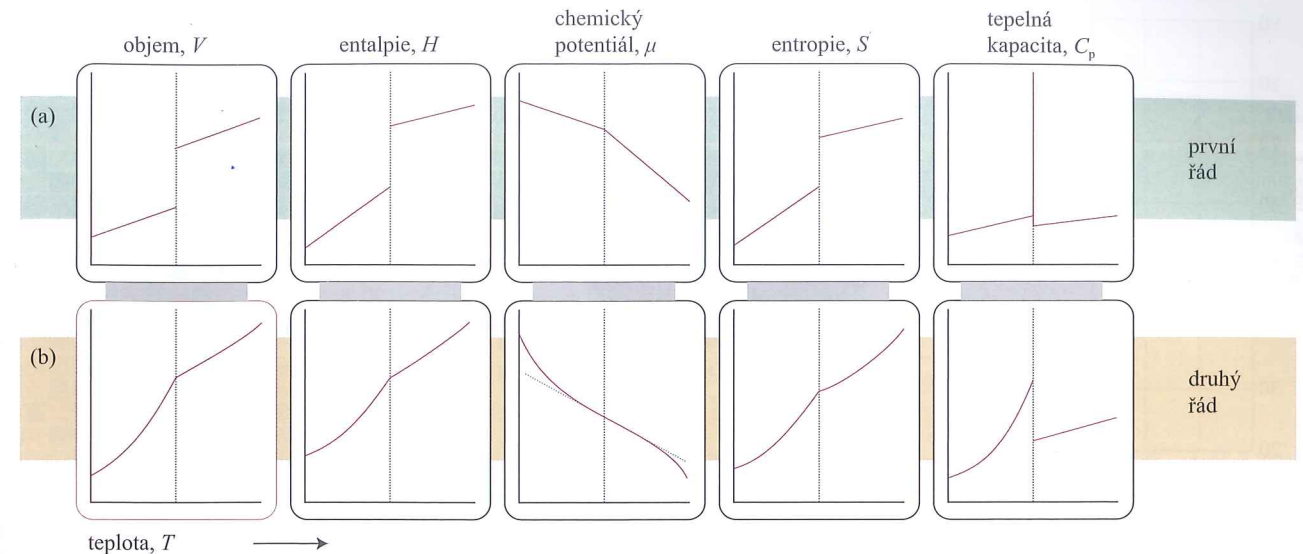 objem, V
entalpie, H
chemický
potenciál, μ
entropie, S
tepelná
kapacita, Cp
(a)
první
řád
(b)
druhý
řád
teplota, T